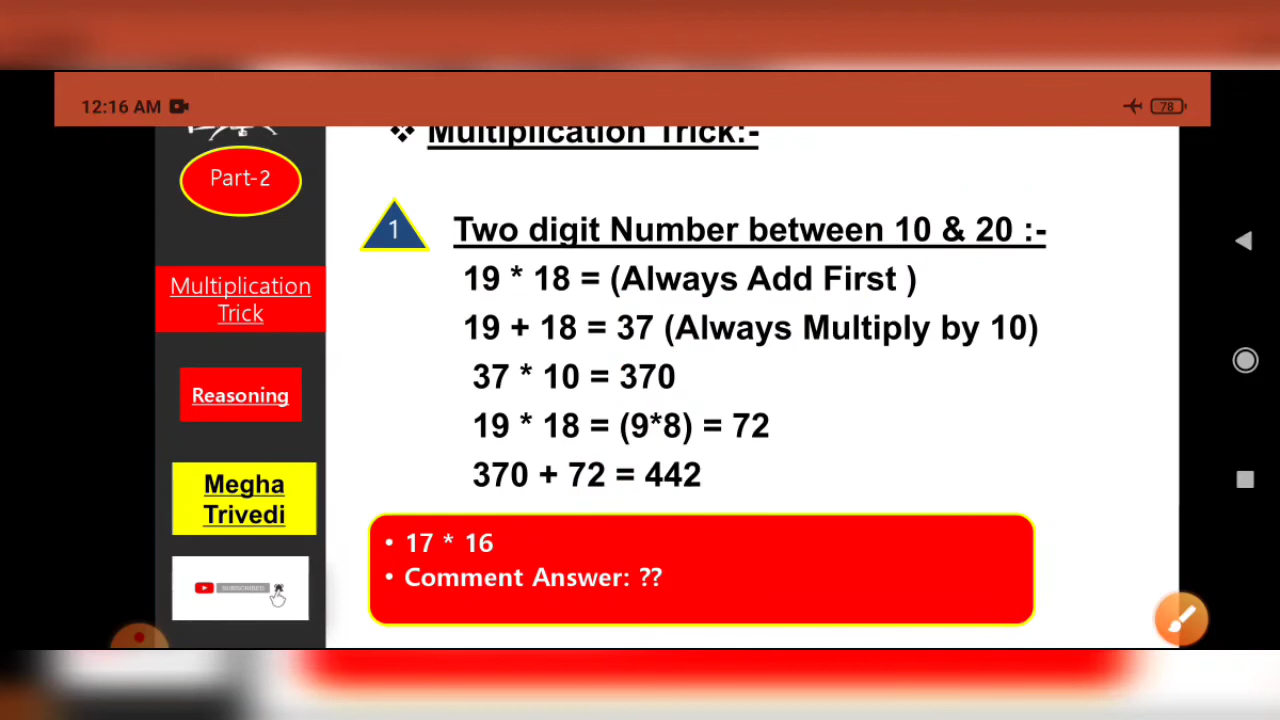 12:16 AM
78
Multiplication Trick:-
Part-2
1
Two digit Number between 10 & 20 :-
19 * 18 = (Always Add First )
19 + 18 = 37 (Always Multiply by 10)
37 * 10 = 370
19 * 18 = (9*8) = 72
370 + 72 = 442
Multiplication
Trick
Reasoning
Megha
Trivedi
SUBSCRIBED
• 17 * 16
• Comment Answer: ??